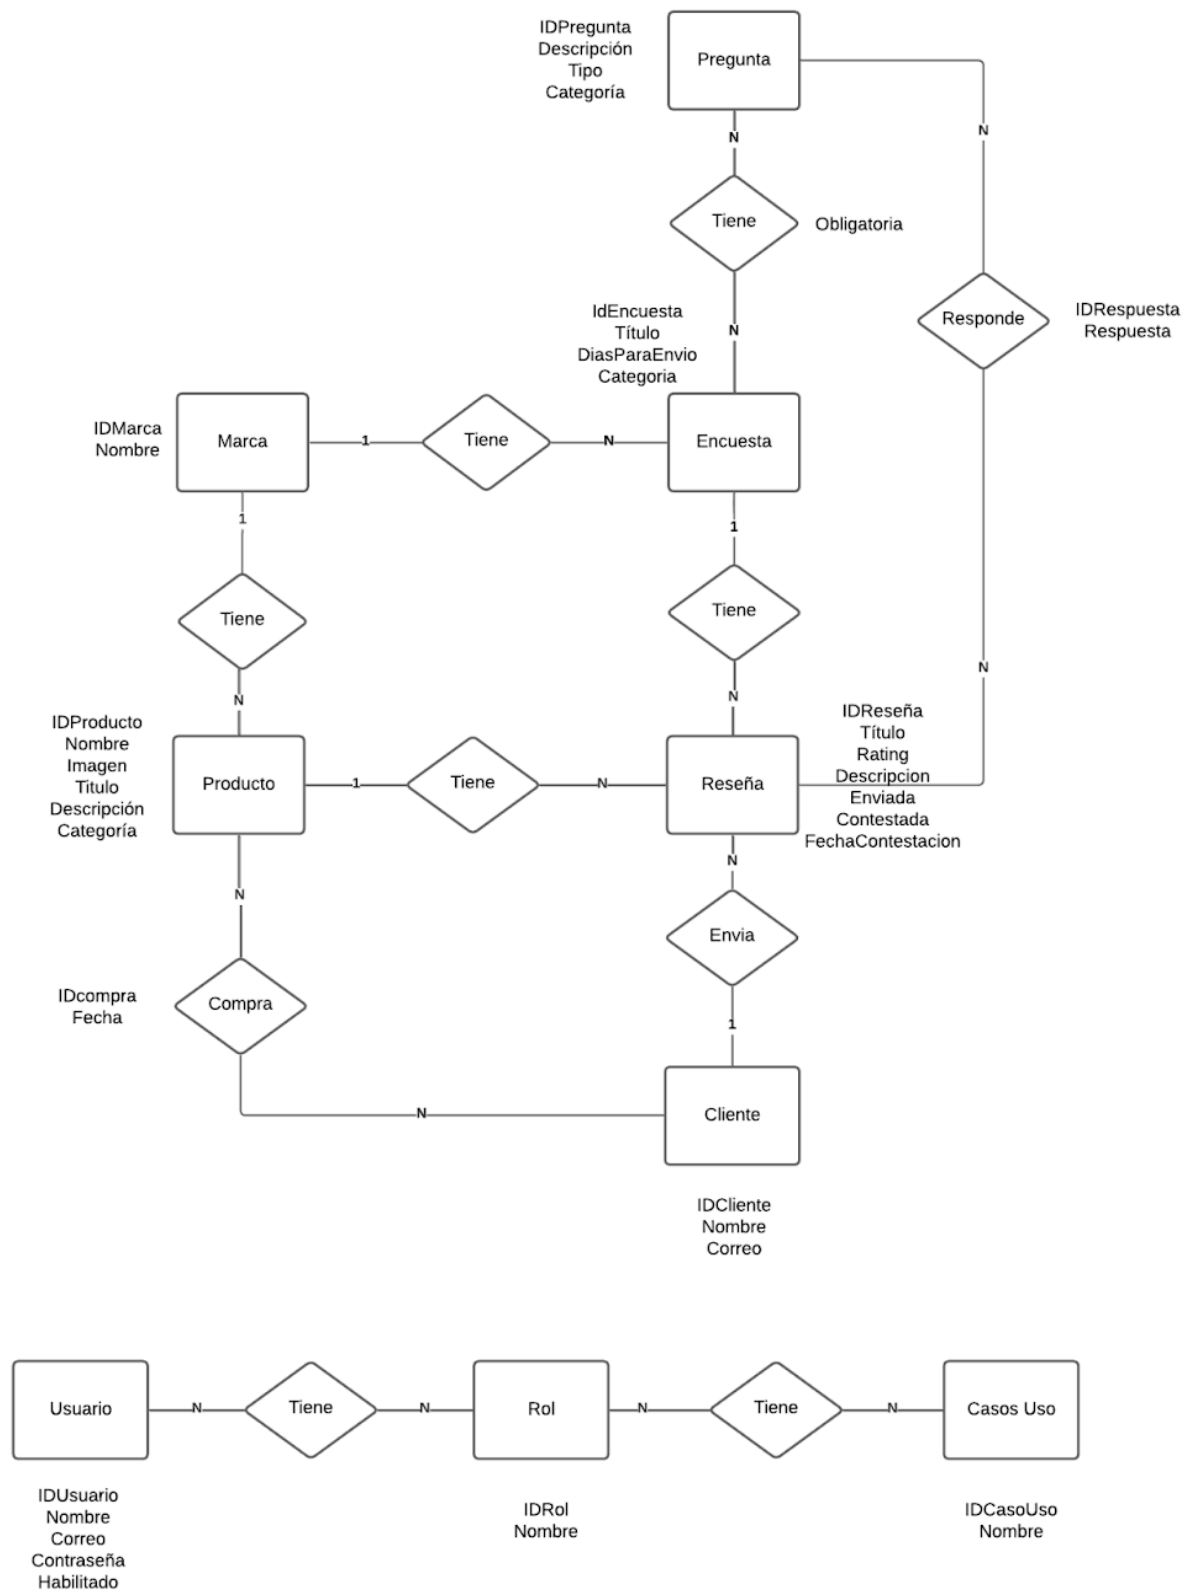 IDPregunta
Descripción
Tipo
Categoría
Pregunta
N
N
Tiene
Obligatoria
Responde
IDRespuesta
Respuesta
IdEncuesta
Título
DiasParaEnvio
Categoria
N
IDMarca
Nombre
Marca
1
Tiene
N
Encuesta
1
1
Tiene
Tiene
N
N
N
IDProducto
Nombre
Imagen
Titulo
Descripción
Categoría
Producto
1
Tiene
N
Reseña
IDReseña
Título
Rating
Descripcion
Enviada
Contestada
FechaContestacion
N
N
Envia
IDcompra
Fecha
Compra
1
N
Cliente
IDCliente
Nombre
Correo
Usuario
N
Tiene
N
Rol
N
Tiene
N
Casos Uso
IDUsuario
Nombre
Correo
Contraseña
Habilitado
IDRol
Nombre
IDCasoUso
Nombre